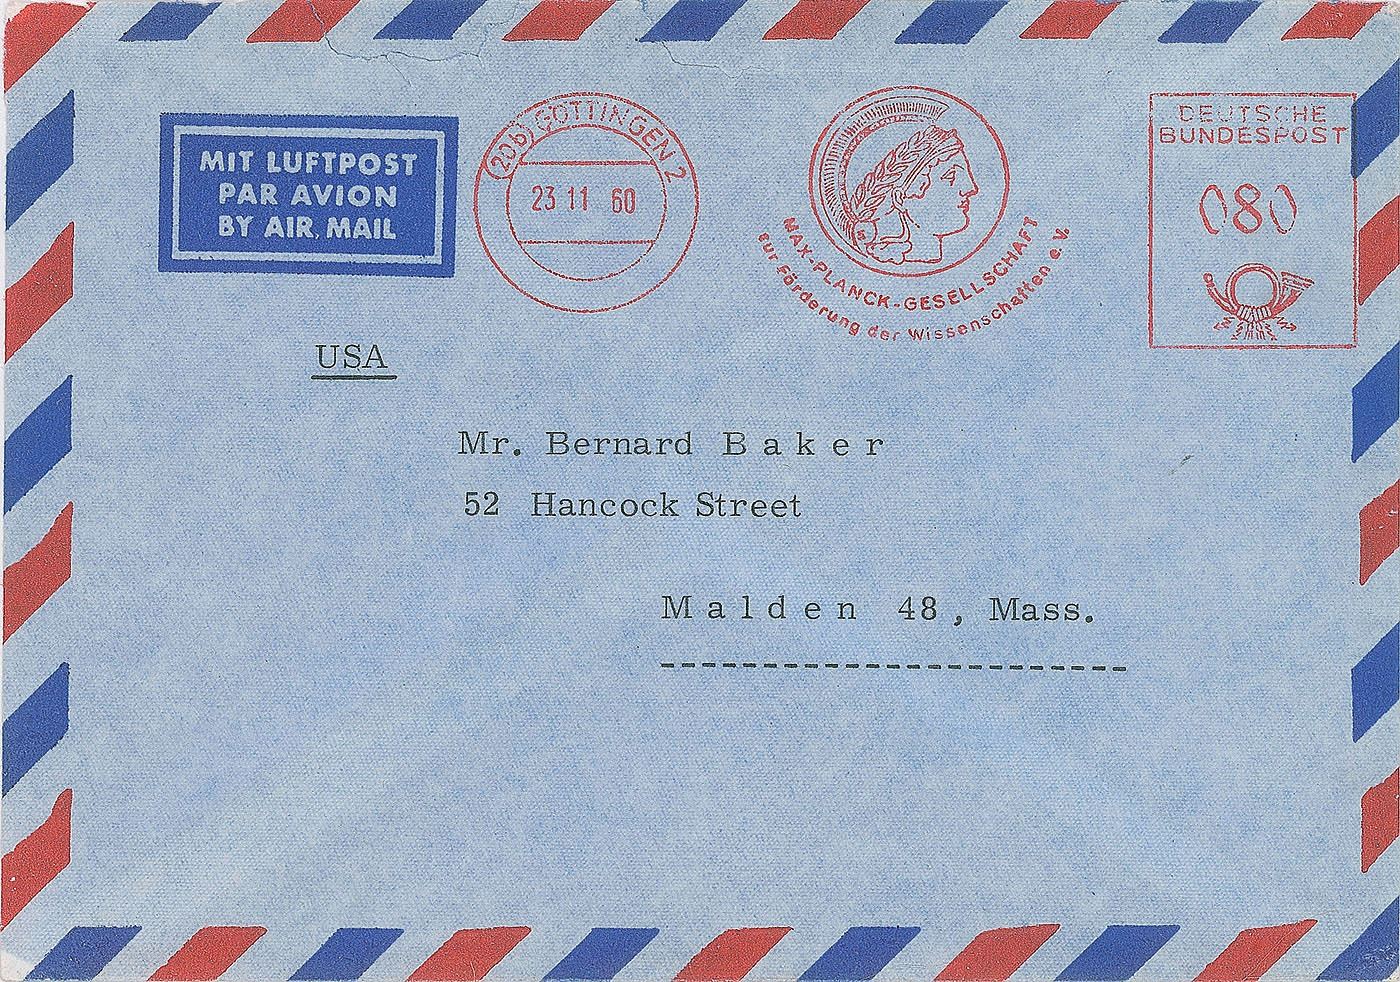 MIT LUFTPOST
PAR AVION
BY AIR MAIL
(20b) GÖTTINGEN 2
23 11 60
MAX-PLANCK-GESELLSCHAFT
zur Förderung der Wissenschaften e.V.
DEUTSCHE
BUNDESPOST
080
USA
Mr. Bernard Baker
52 Hancock Street
Malden 48, Mass.